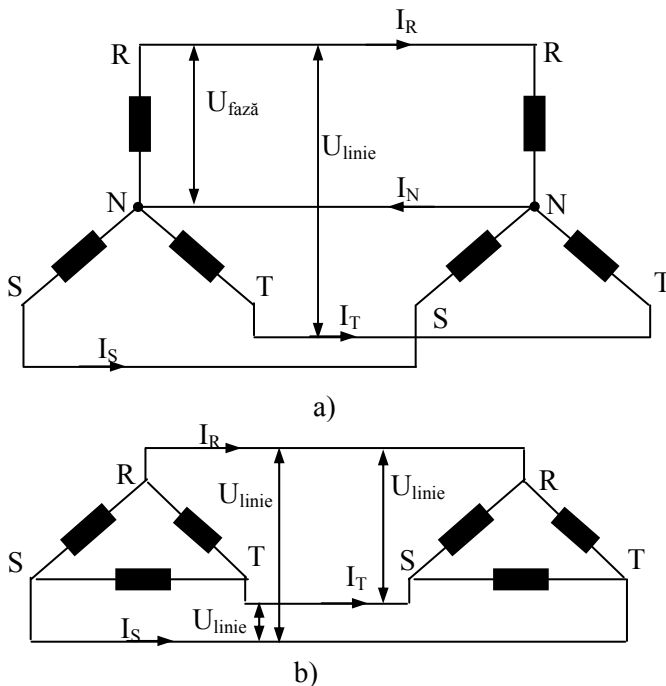 I_R
R R
U_fază
U_linie
I_N
N N
S T S T
I_T
I_S
a)
I_R
R R
U_linie U_linie
S T S T
I_T
U_linie
I_S
b)